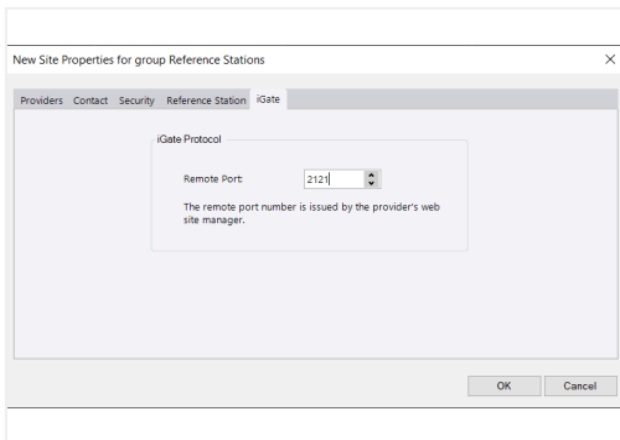 New Site Properties for group Reference Stations
Providers Contact Security Reference Station iGate
iGate Protocol
Remote Port: 2121
The remote port number is issued by the provider's web
site manager.
OK Cancel